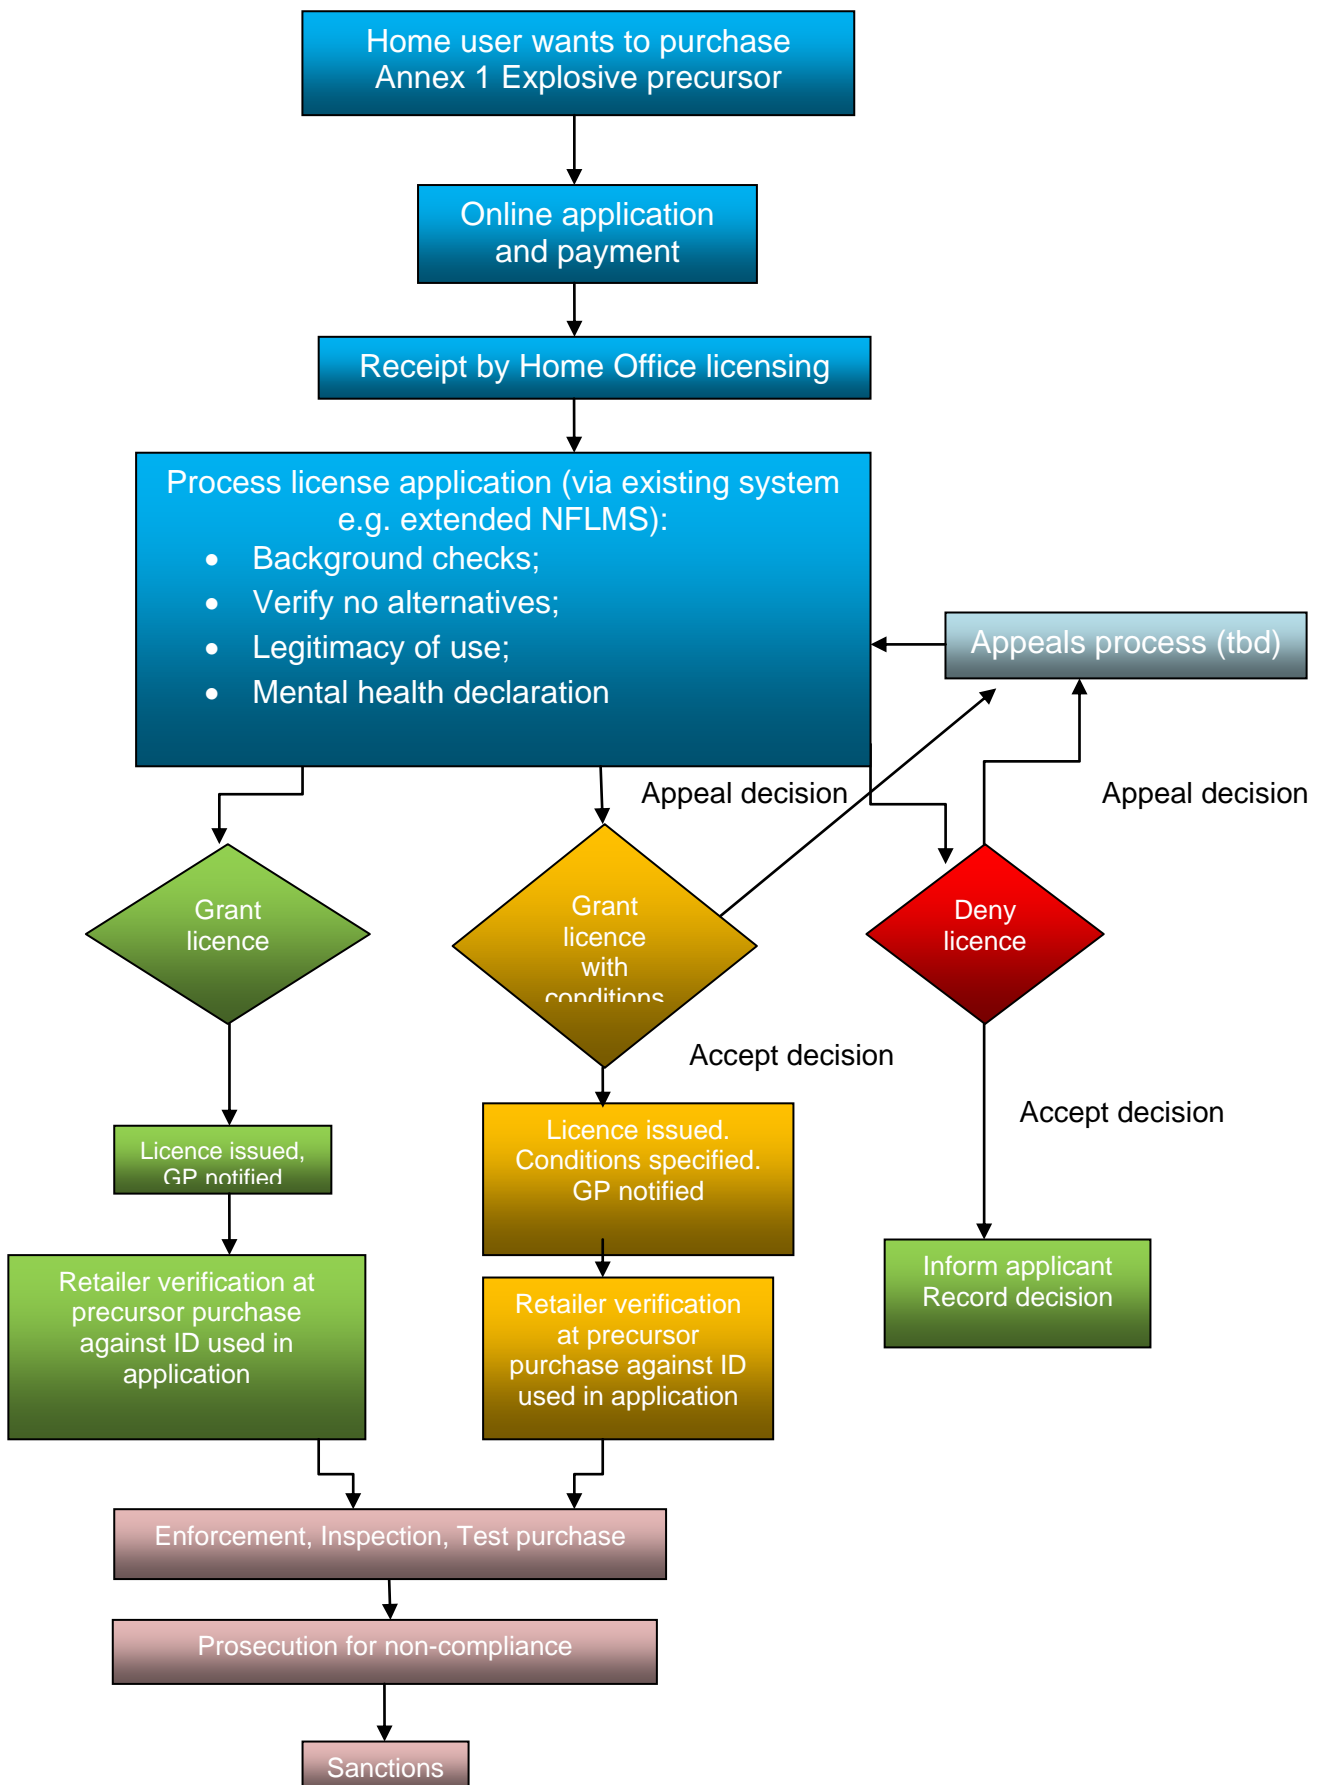 Home user wants to purchase
Annex 1 Explosive precursor
Online application
and payment
Receipt by Home Office licensing
Process license application (via existing system
e.g. extended NFLMS):
• Background checks;
• Verify no alternatives;
• Legitimacy of use;
• Mental health declaration
Appeals process (tbd)
Appeal decision
Appeal decision
Grant
licence
Grant
licence
with
conditions
Deny
licence
Accept decision
Accept decision
Licence issued,
GP notified
Licence issued.
Conditions specified.
GP notified
Retailer verification at
precursor purchase
against ID used in
application
Retailer verification
at precursor
purchase against ID
used in application
Inform applicant
Record decision
Enforcement, Inspection, Test purchase
Prosecution for non-compliance
Sanctions